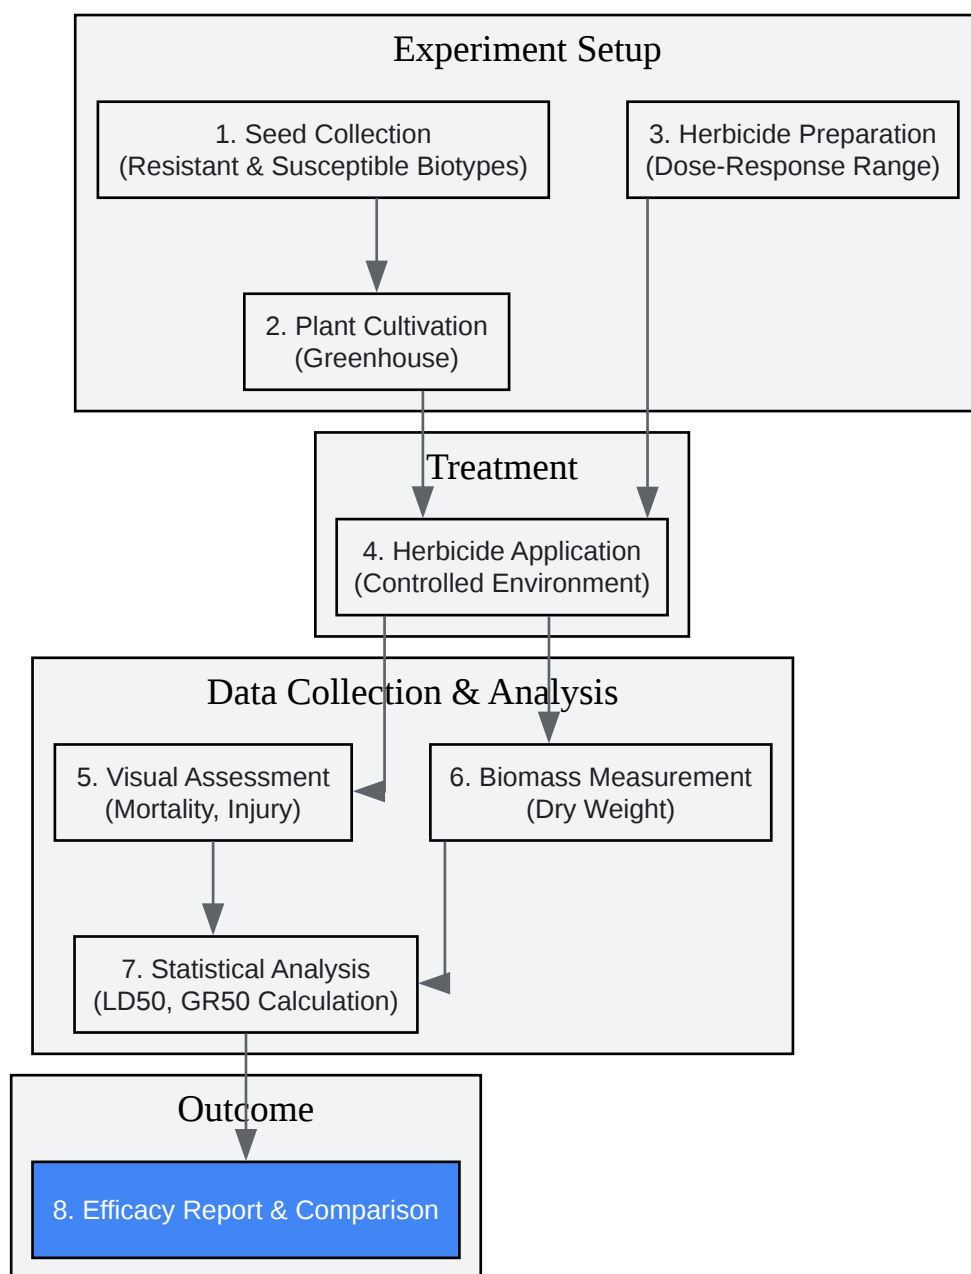 Experiment Setup
1. Seed Collection
(Resistant & Susceptible Biotypes)
3. Herbicide Preparation
(Dose-Response Range)
2. Plant Cultivation
(Greenhouse)
Treatment
4. Herbicide Application
(Controlled Environment)
Data Collection & Analysis
5. Visual Assessment
(Mortality, Injury)
6. Biomass Measurement
(Dry Weight)
7. Statistical Analysis
(LD50, GR50 Calculation)
Outcome
8. Efficacy Report & Comparison